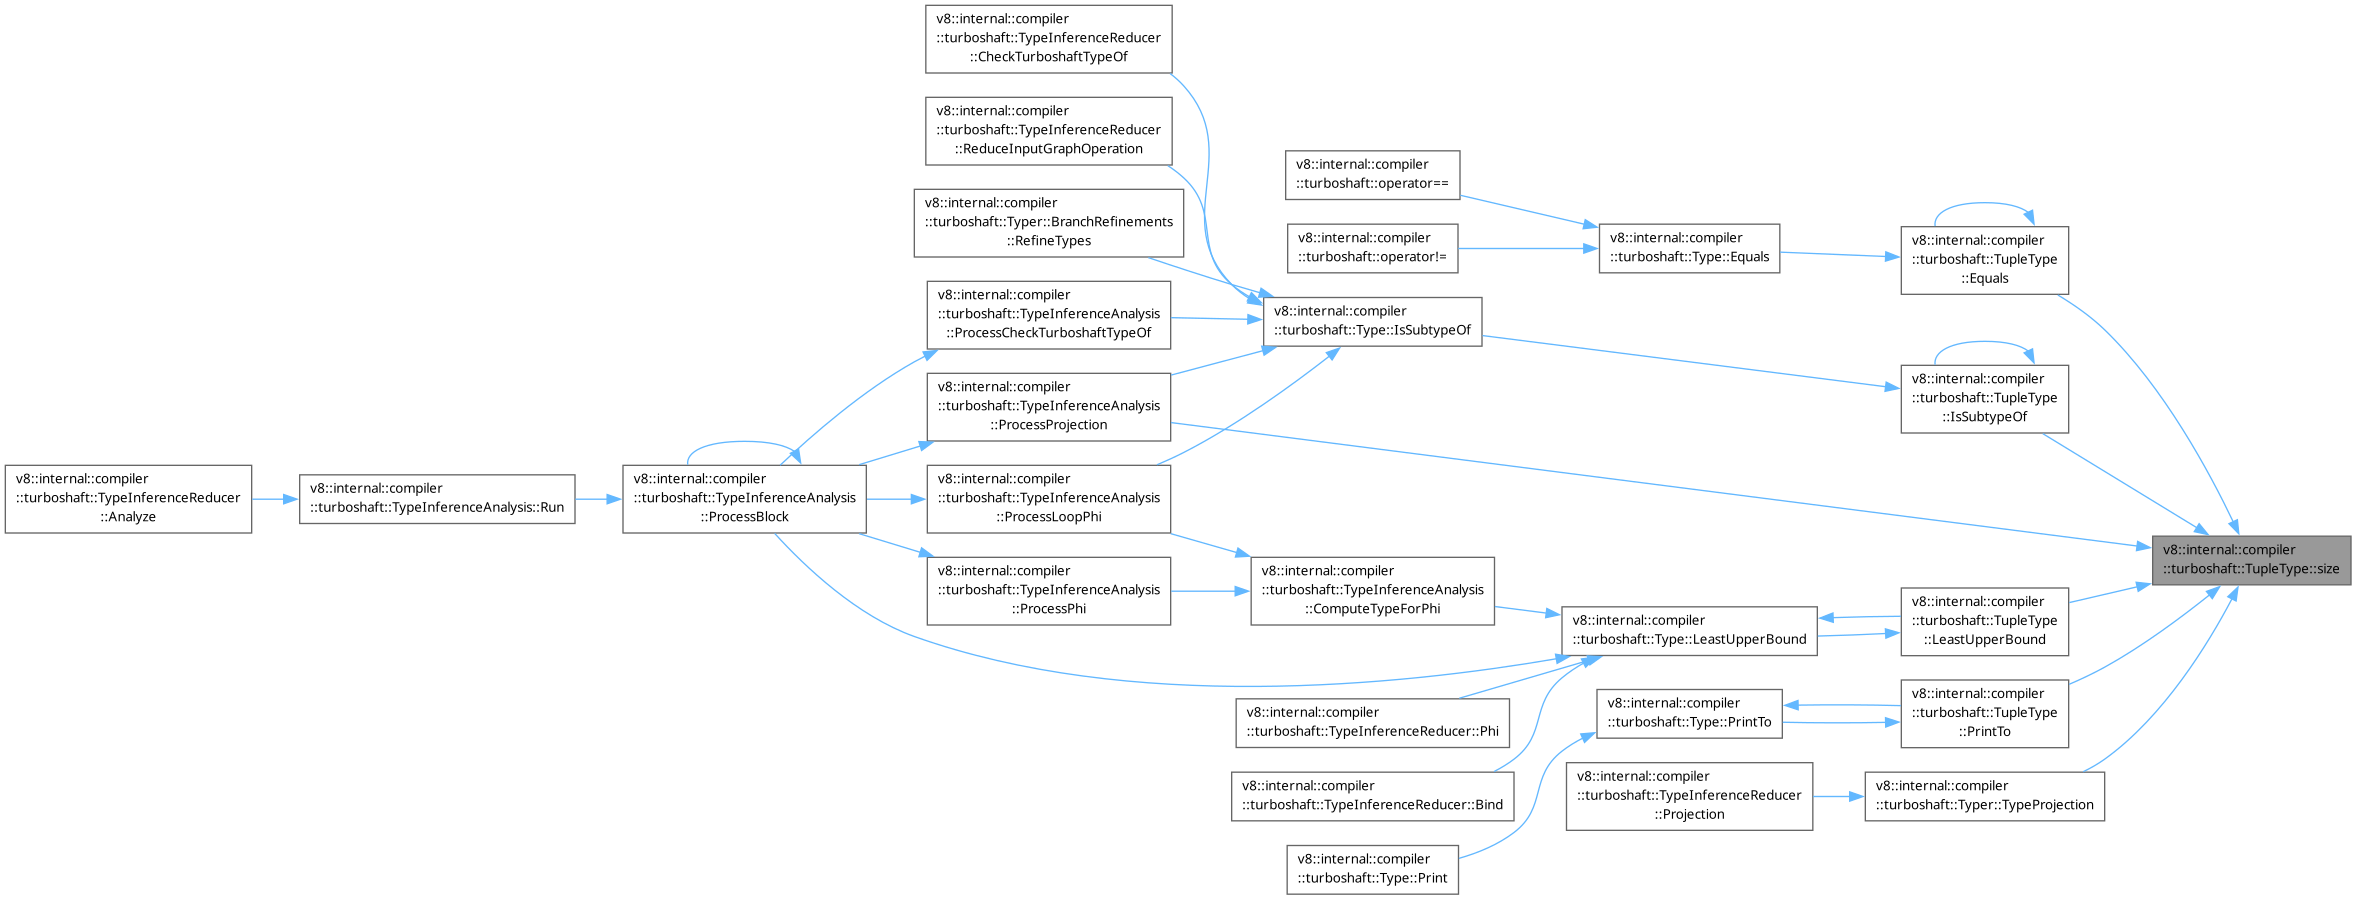 v8::internal::compiler
::turboshaft::TypeInferenceReducer
::CheckTurboshaftTypeOf
v8::internal::compiler
::turboshaft::TypeInferenceReducer
::ReduceInputGraphOperation
v8::internal::compiler
::turboshaft::Typer::BranchRefinements
::RefineTypes
v8::internal::compiler
::turboshaft::TypeInferenceAnalysis
::ProcessCheckTurboshaftTypeOf
v8::internal::compiler
::turboshaft::TypeInferenceAnalysis
::ProcessProjection
v8::internal::compiler
::turboshaft::TypeInferenceAnalysis
::ProcessLoopPhi
v8::internal::compiler
::turboshaft::TypeInferenceAnalysis
::ProcessPhi
v8::internal::compiler
::turboshaft::TypeInferenceReducer
::Analyze
v8::internal::compiler
::turboshaft::TypeInferenceAnalysis::Run
v8::internal::compiler
::turboshaft::TypeInferenceAnalysis
::ProcessBlock
v8::internal::compiler
::turboshaft::operator==
v8::internal::compiler
::turboshaft::operator!=
v8::internal::compiler
::turboshaft::Type::IsSubtypeOf
v8::internal::compiler
::turboshaft::TypeInferenceAnalysis
::ComputeTypeForPhi
v8::internal::compiler
::turboshaft::TypeInferenceReducer::Phi
v8::internal::compiler
::turboshaft::TypeInferenceReducer::Bind
v8::internal::compiler
::turboshaft::Type::Print
v8::internal::compiler
::turboshaft::Type::Equals
v8::internal::compiler
::turboshaft::Type::LeastUpperBound
v8::internal::compiler
::turboshaft::Type::PrintTo
v8::internal::compiler
::turboshaft::TypeInferenceReducer
::Projection
v8::internal::compiler
::turboshaft::TupleType
::Equals
v8::internal::compiler
::turboshaft::TupleType
::IsSubtypeOf
v8::internal::compiler
::turboshaft::TupleType
::LeastUpperBound
v8::internal::compiler
::turboshaft::TupleType
::PrintTo
v8::internal::compiler
::turboshaft::Typer::TypeProjection
v8::internal::compiler
::turboshaft::TupleType::size